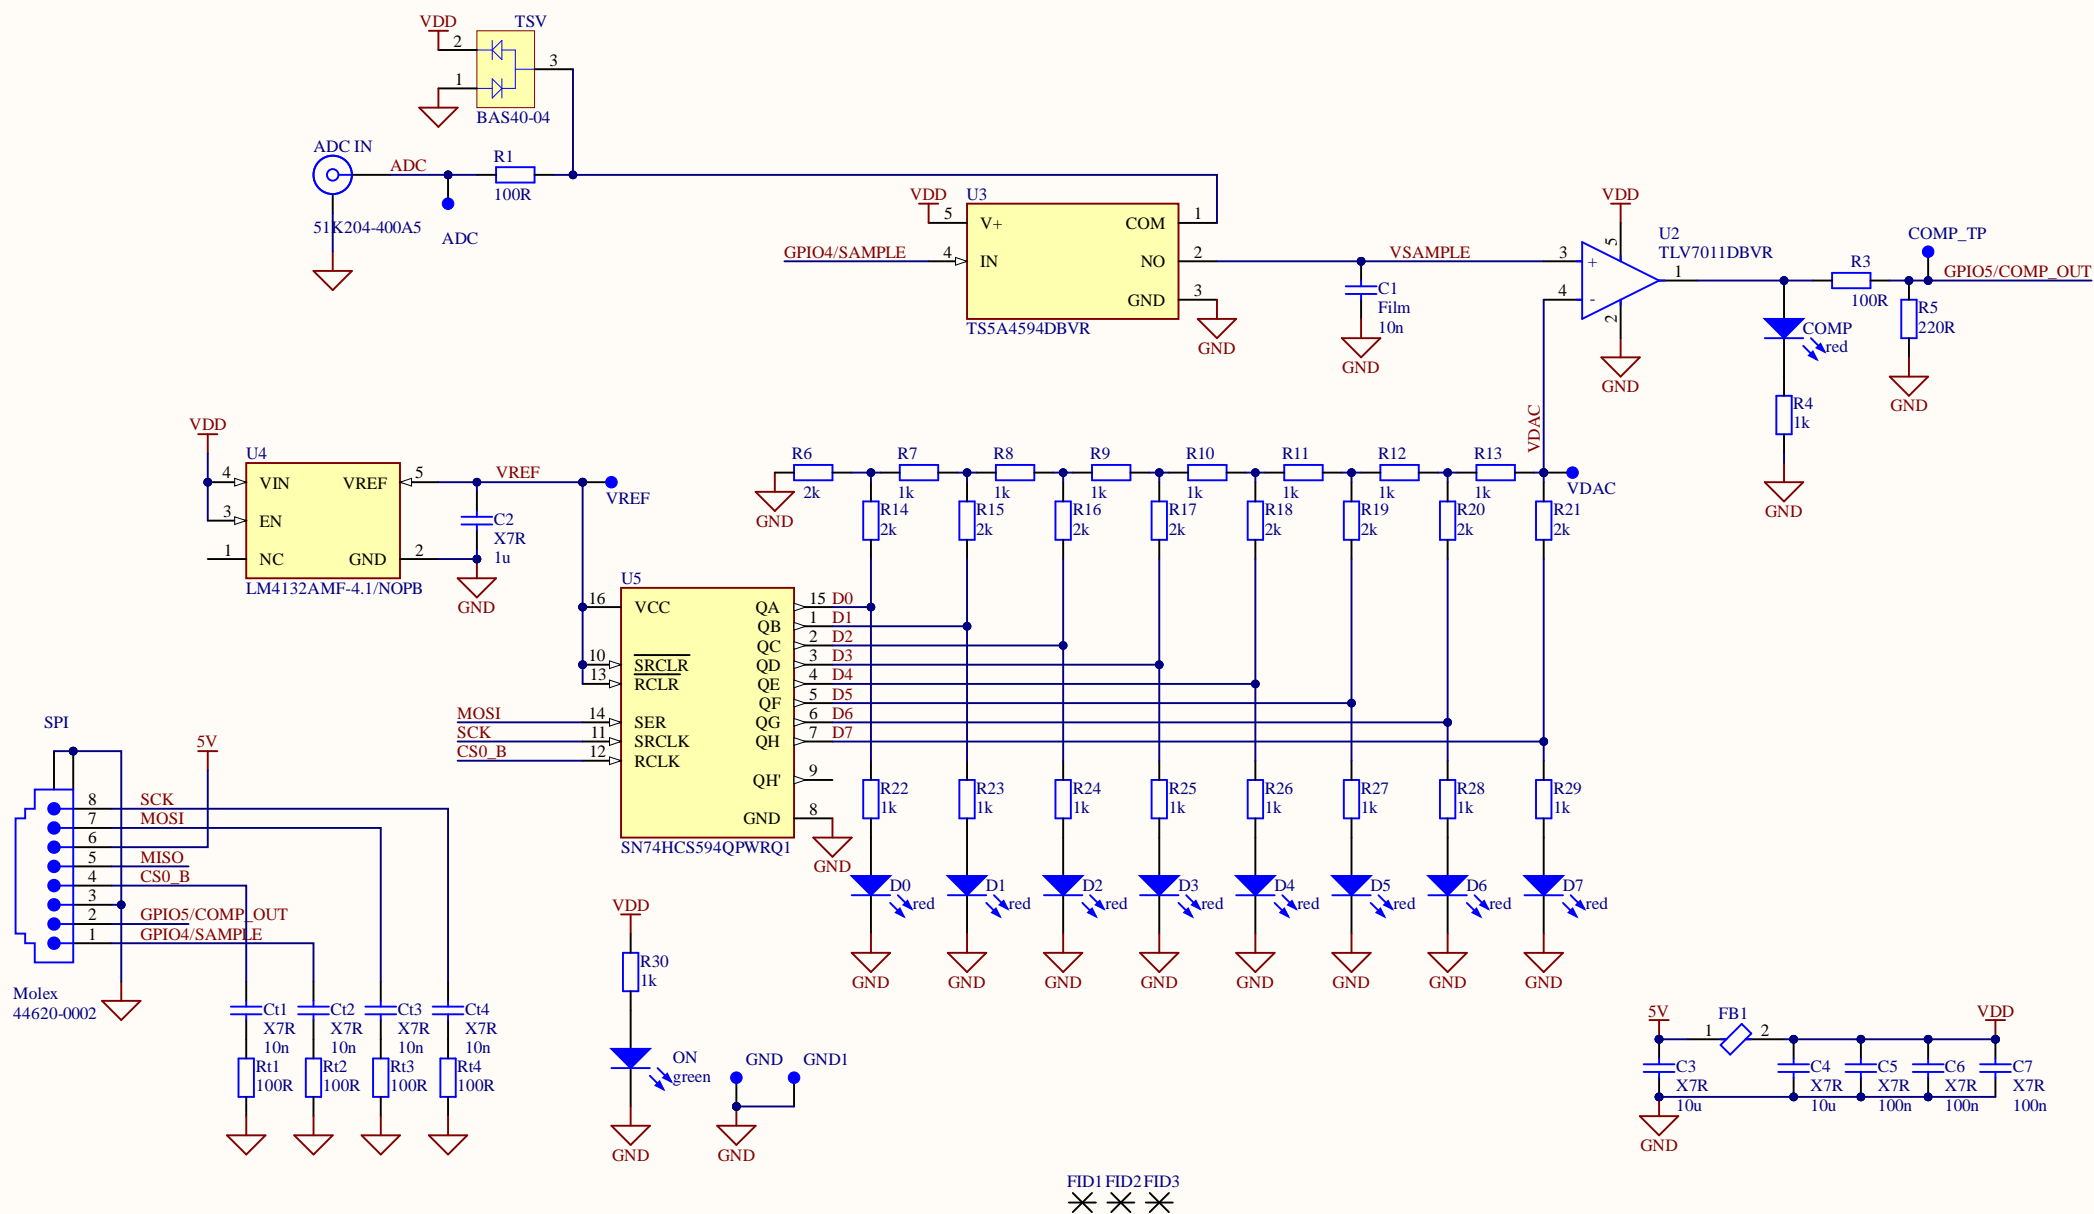 VDD
TSV
2
1
3
BAS40-04
ADC IN
ADC
R1
100R
51K204-400A5
ADC
VDD
U3
5
V+
COM
1
GPIO4/SAMPLE
4
IN
NO
2
GND
3
TS5A4594DBVR
GND
VSAMPLE
C1
Film
10n
GND
VDD
U2
TLV7011DBVR
5
3
+
4
-
2
1
GND
COMP_TP
R3
100R
GPIO5/COMP_OUT
R5
220R
GND
COMP
red
R4
1k
GND
VDD
U4
4
VIN
VREF
5
VREF
VREF
3
EN
1
NC
GND
2
LM4132AMF-4.1/NOPB
C2
X7R
1u
GND
VDAC
R6
2k
GND
R7
1k
R8
1k
R9
1k
R10
1k
R11
1k
R12
1k
R13
1k
VDAC
R14
2k
R15
2k
R16
2k
R17
2k
R18
2k
R19
2k
R20
2k
R21
2k
U5
16
VCC
QA
15
D0
QB
1
D1
QC
2
D2
10
SRCLR
QD
3
D3
13
RCLR
QE
4
D4
QF
5
D5
MOSI
14
SER
QG
6
D6
SCK
11
SRCLK
QH
7
D7
CS0_B
12
RCLK
QH'
9
GND
8
SN74HCS594QPWRQ1
GND
R22
1k
R23
1k
R24
1k
R25
1k
R26
1k
R27
1k
R28
1k
R29
1k
D0
red
D1
red
D2
red
D3
red
D4
red
D5
red
D6
red
D7
red
GND
GND
GND
GND
GND
GND
GND
GND
SPI
5V
8
SCK
7
MOSI
6
5
MISO
4
CS0_B
3
2
GPIO5/COMP_OUT
1
GPIO4/SAMPLE
Molex
44620-0002
Ct1
X7R
10n
Ct2
X7R
10n
Ct3
X7R
10n
Ct4
X7R
10n
Rt1
100R
Rt2
100R
Rt3
100R
Rt4
100R
VDD
R30
1k
ON
green
GND
GND
GND1
GND
5V
FB1
1
2
VDD
C3
X7R
10u
C4
X7R
10u
C5
X7R
100n
C6
X7R
100n
C7
X7R
100n
GND
FID1 FID2 FID3